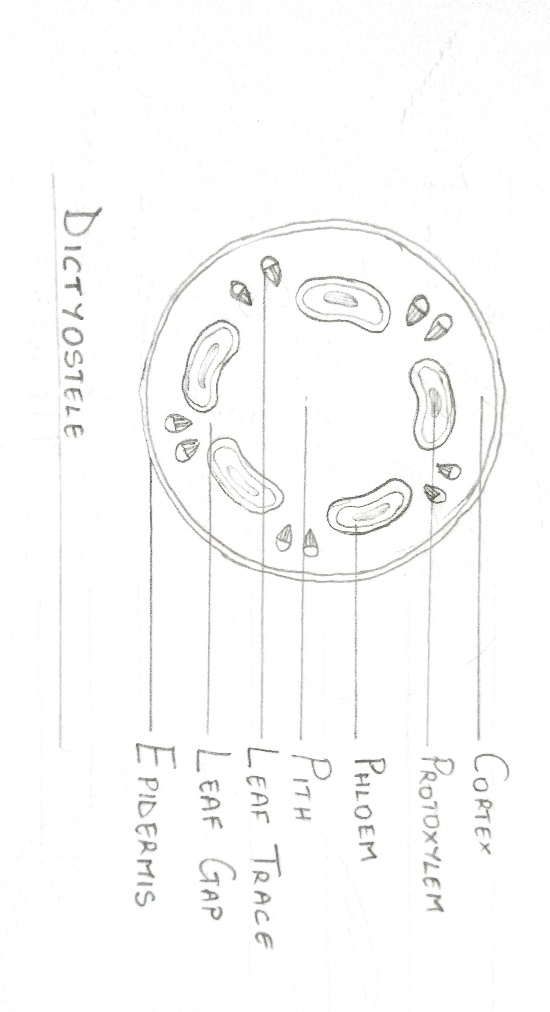 CORTEX
PROTOXYLEM
PHLOEM
PITH
LEAF TRACE
LEAF GAP
EPIDERMIS
DICTYOSTELE